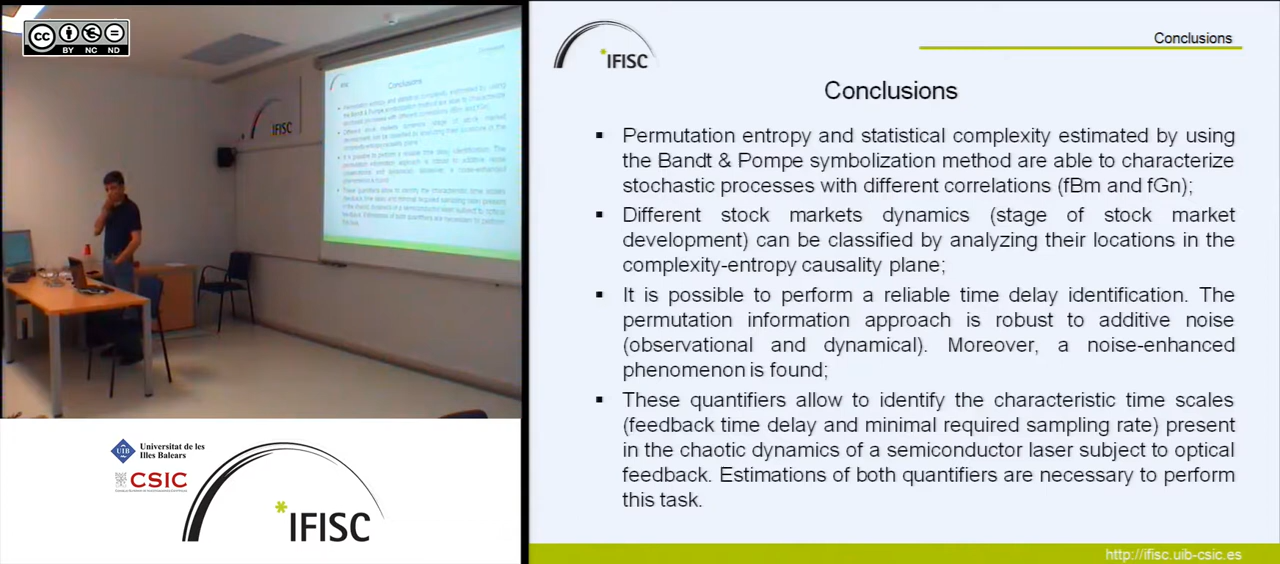 cc
BY NC ND
IFISC
Conclusions
Universitat de les
Illes Balears
UIB
CSIC
IFISC
IFISC
Conclusions
Conclusions
▪ Permutation entropy and statistical complexity estimated by using
the Bandt & Pompe symbolization method are able to characterize
stochastic processes with different correlations (fBm and fGn);
▪ Different stock markets dynamics (stage of stock market
development) can be classified by analyzing their locations in the
complexity-entropy causality plane;
▪ It is possible to perform a reliable time delay identification. The
permutation information approach is robust to additive noise
(observational and dynamical). Moreover, a noise-enhanced
phenomenon is found;
▪ These quantifiers allow to identify the characteristic time scales
(feedback time delay and minimal required sampling rate) present
in the chaotic dynamics of a semiconductor laser subject to optical
feedback. Estimations of both quantifiers are necessary to perform
this task.
http://ifisc.uib-csic.es